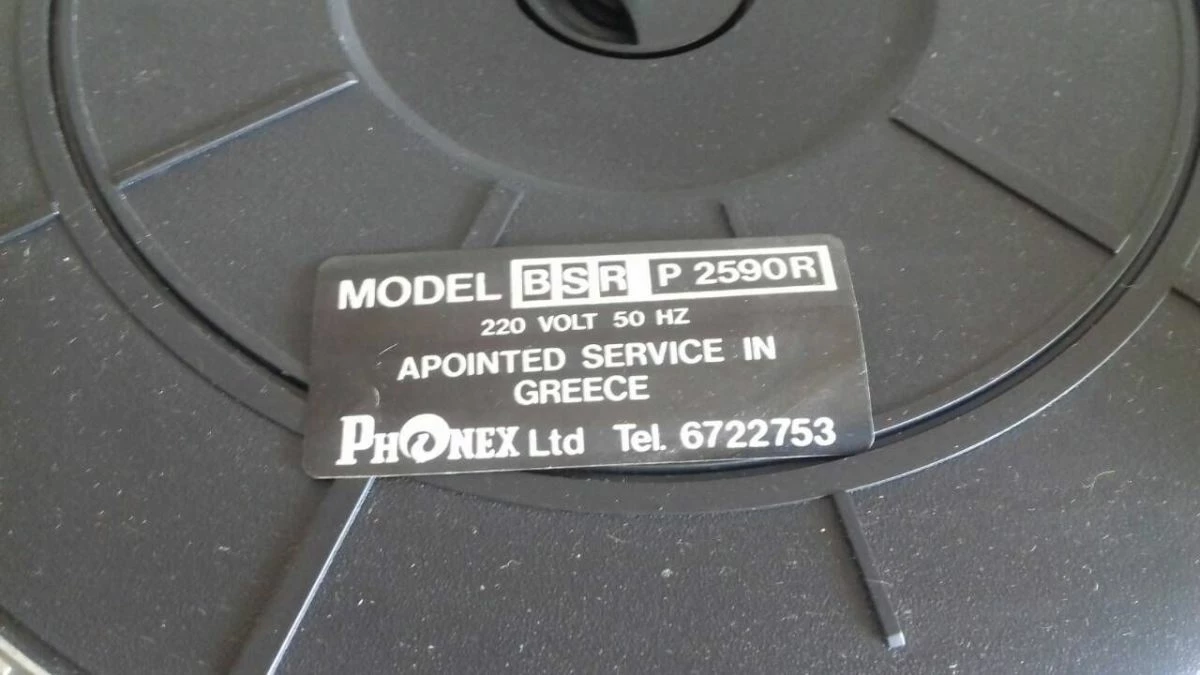 MODEL BSR P 2590R
220 VOLT 50 HZ
APOINTED SERVICE IN
GREECE
PHONEX Ltd Tel. 6722753